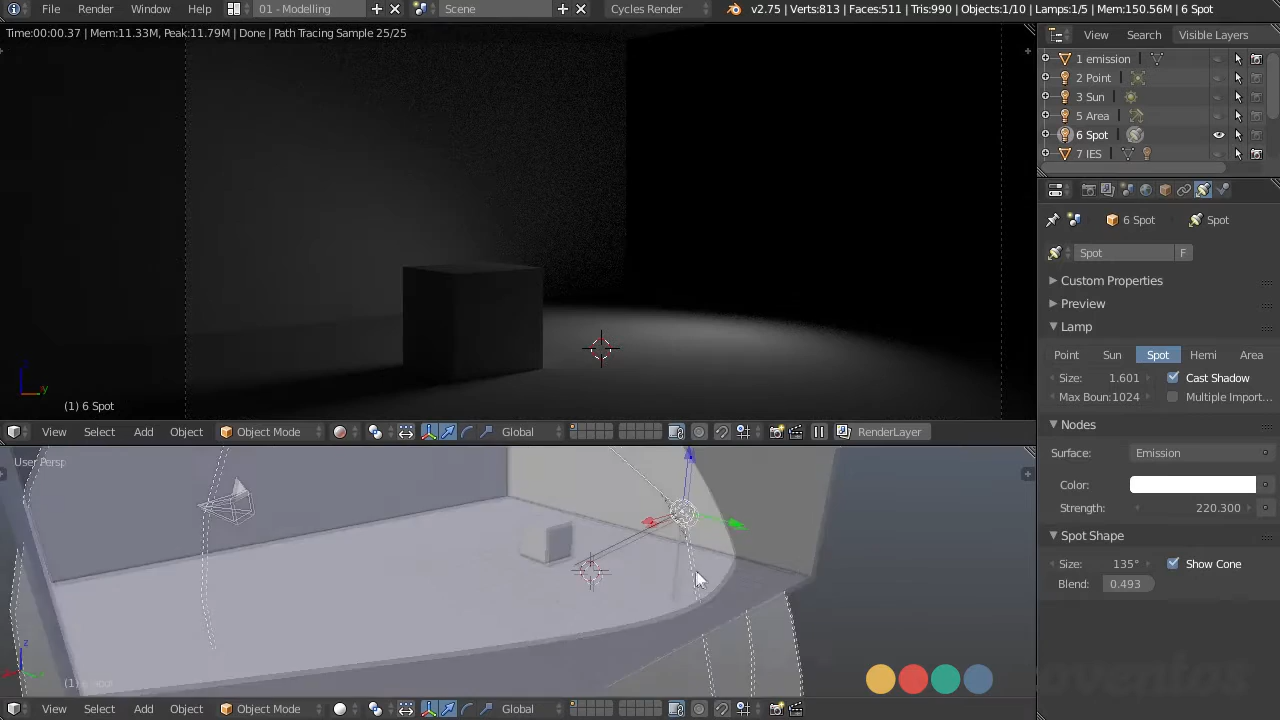 File Render Window Help 01 - Modelling Scene Cycles Render v2.75 | Verts:813 | Faces:511 | Tris:990 | Objects:1/10 | Lamps:1/5 | Mem:150.56M | 6 Spot
Time:00:00.37 | Mem:11.33M, Peak:11.79M | Done | Path Tracing Sample 25/25
View Search Visible Layers
1 emission
2 Point
3 Sun
5 Area
6 Spot
7 IES
6 Spot Spot
Spot F
Custom Properties
Preview
Lamp
Point Sun Spot Hemi Area
Size: 1.601 Cast Shadow
Max Boun:1024 Multiple Import...
Nodes
Surface: Emission
Color:
Strength: 220.300
Spot Shape
Size: 135° Show Cone
Blend: 0.493
y
(1) 6 Spot
View Select Add Object Object Mode Global RenderLayer
User Persp
z
View Select Add Object Object Mode Global